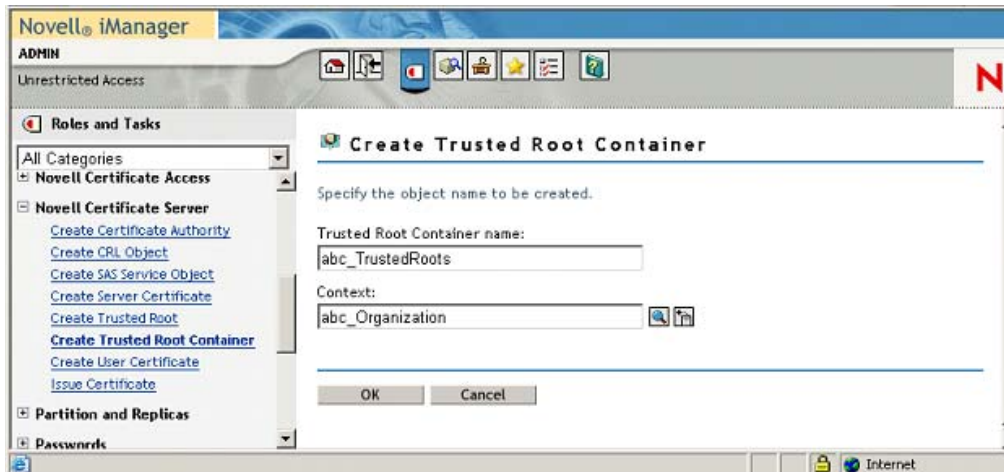 Novell® iManager
ADMIN
Unrestricted Access
N
Roles and Tasks
All Categories
Novell Certificate Access
Novell Certificate Server
Create Certificate Authority
Create CRL Object
Create SAS Service Object
Create Server Certificate
Create Trusted Root
Create Trusted Root Container
Create User Certificate
Issue Certificate
Partition and Replicas
Passwords
Create Trusted Root Container
Specify the object name to be created.
Trusted Root Container name:
abc_TrustedRoots
Context:
abc_Organization
OK Cancel
Internet